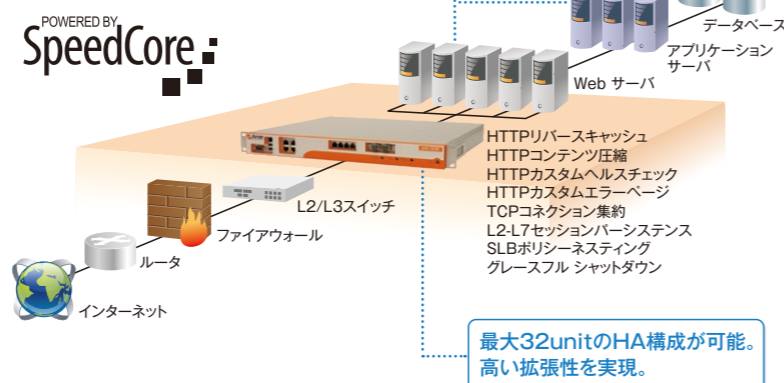 POWERED BY
SpeedCore
データベース
アプリケーション
サーバ
Web サーバ
HTTPリバースキャッシュ
HTTPコンテンツ圧縮
HTTPカスタムヘルスチェック
HTTPカスタムエラーページ
TCPコネクション集約
L2-L7セッションパーシステンス
SLBポリシーネスティング
グレースフル シャットダウン
L2/L3スイッチ
ファイアウォール
ルータ
インターネット
最大32unitのHA構成が可能。
高い拡張性を実現。